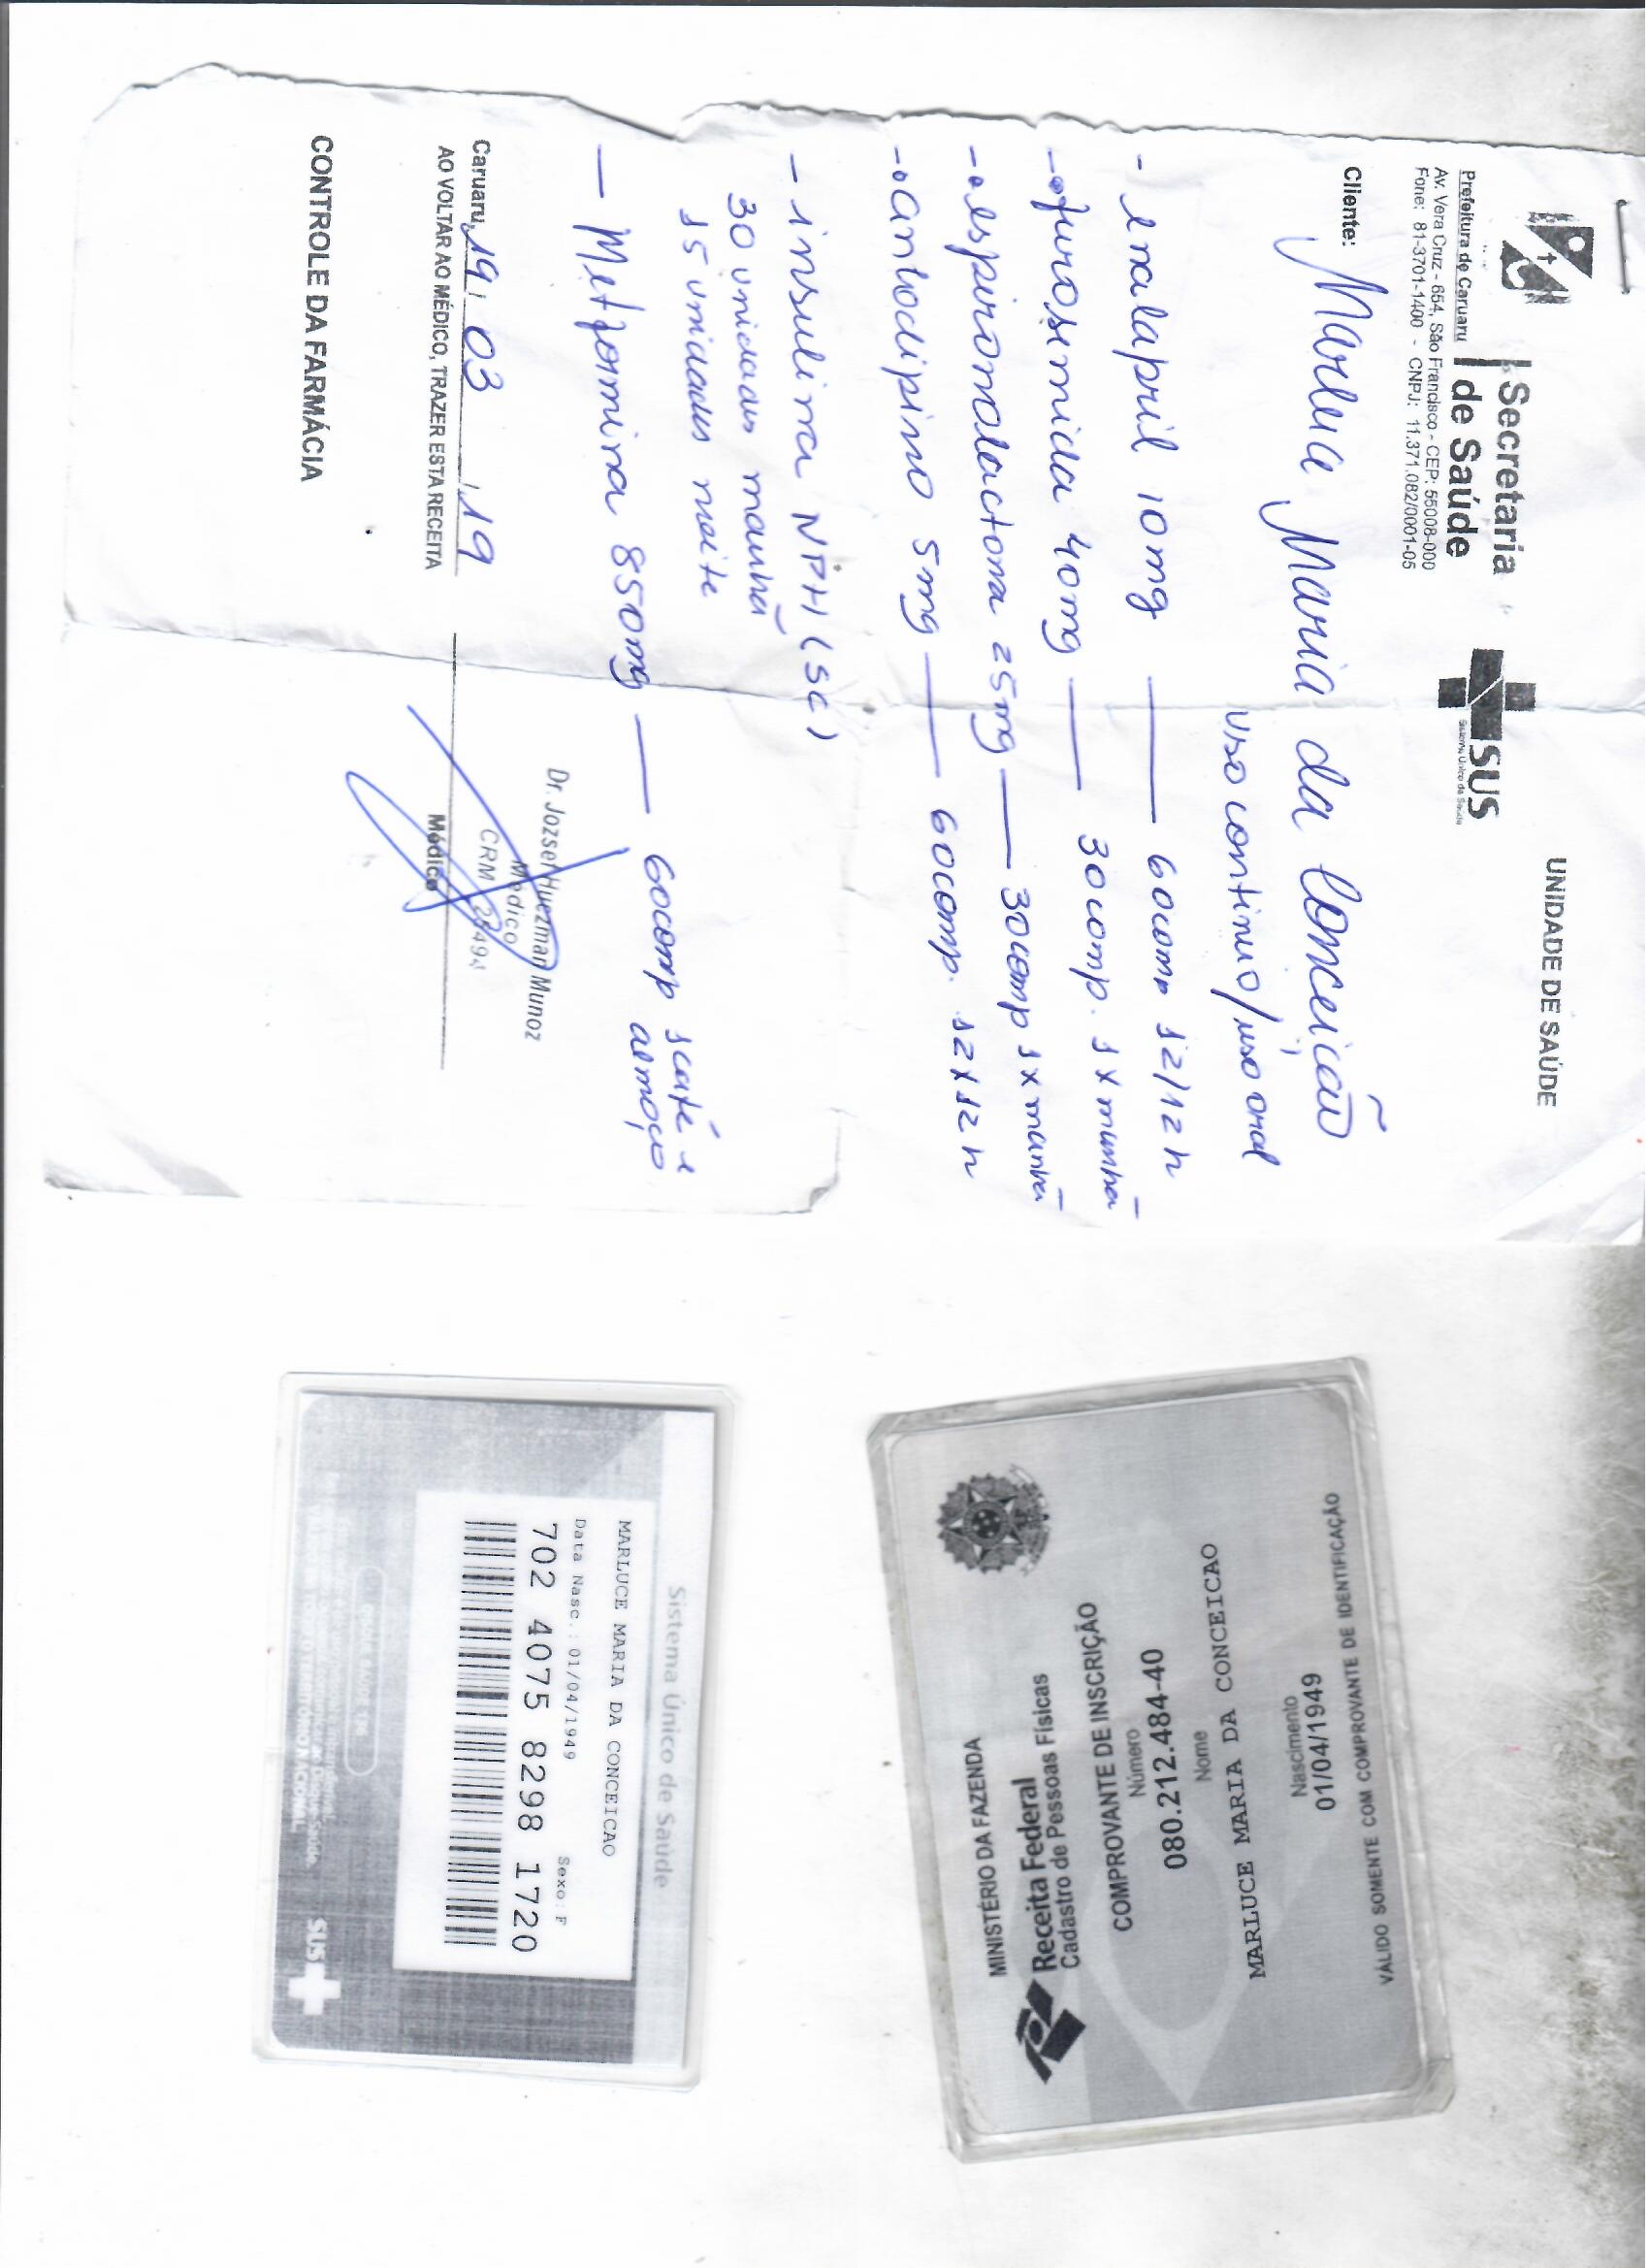 UNIDADE DE SAÚDE
Secretaria
de Saúde
Prefeitura de Caruaru
SUS
Sistema Único de Saúde
Av. Vera Cruz - 654, São Francisco - CEP: 55008-000
Fone: 81-3701-1400 - CNPJ: 11.371.082/0001-05
Cliente: Marluce Maria da Conceição
Uso contínuo/uso oral
- enalapril 10mg — 60comp 12/12h
- furosemida 40mg — 30comp. 1x manhã
- espironolactona 25mg — 30comp 1x manhã
- anlodipino 5mg — 60comp. 12x12h
- insulina NPH (SC)
30 unidades manhã
15 unidades noite
- Metformina 850mg — 60comp 1café e
almoço
Dr. Jozsef Huezman Munoz
Médico
CRM
Caruaru, 19, 03, 19
Médico
AO VOLTAR AO MÉDICO, TRAZER ESTA RECEITA
CONTROLE DA FARMÁCIA
MINISTÉRIO DA FAZENDA
Receita Federal
Cadastro de Pessoas Físicas
COMPROVANTE DE INSCRIÇÃO
Número
080.212.484-40
Nome
MARLUCE MARIA DA CONCEICAO
Nascimento
01/04/1949
VÁLIDO SOMENTE COM COMPROVANTE DE IDENTIFICAÇÃO
Sistema Único de Saúde
MARLUCE MARIA DA CONCEICAO
Data Nasc.: 01/04/1949 Sexo: F
702 4075 8298 1720
SUS